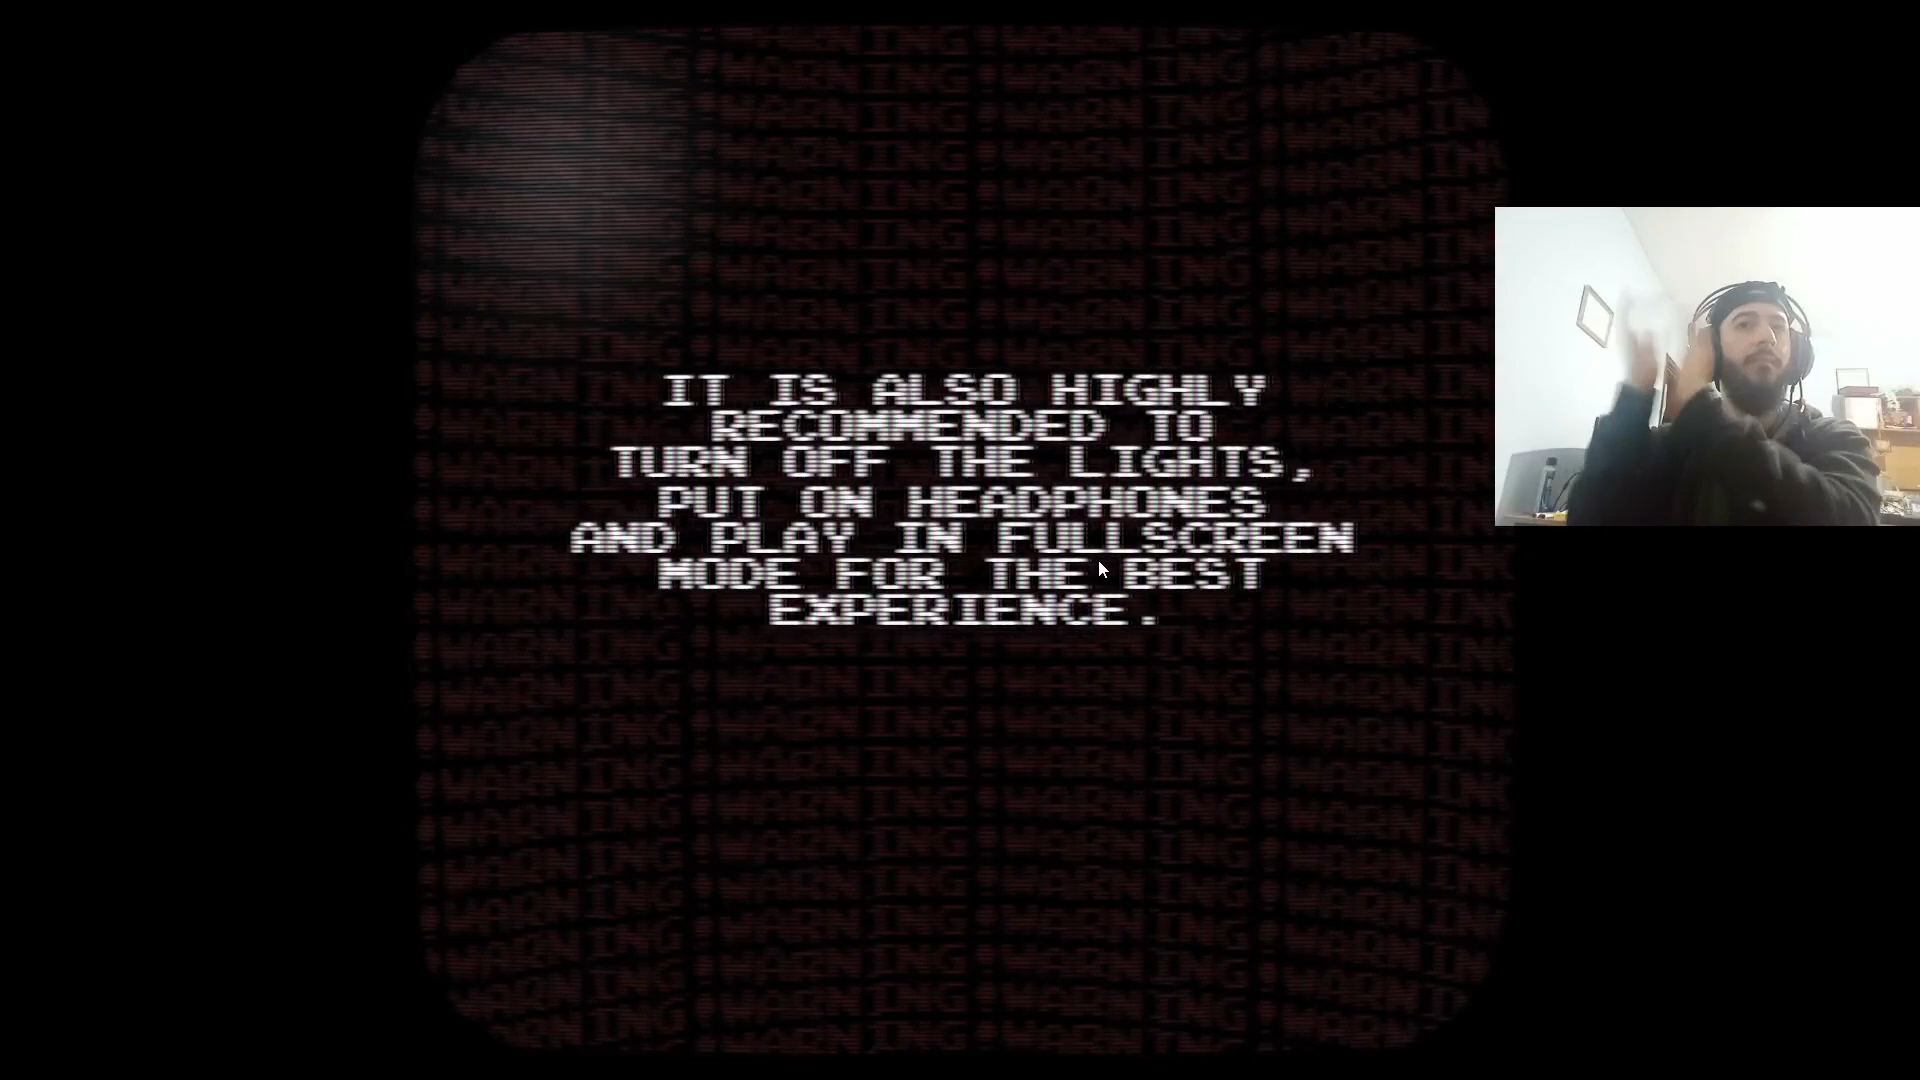 IT IS ALSO HIGHLY
RECOMMENDED TO
TURN OFF THE LIGHTS,
PUT ON HEADPHONES
AND PLAY IN FULLSCREEN
MODE FOR THE BEST
EXPERIENCE.